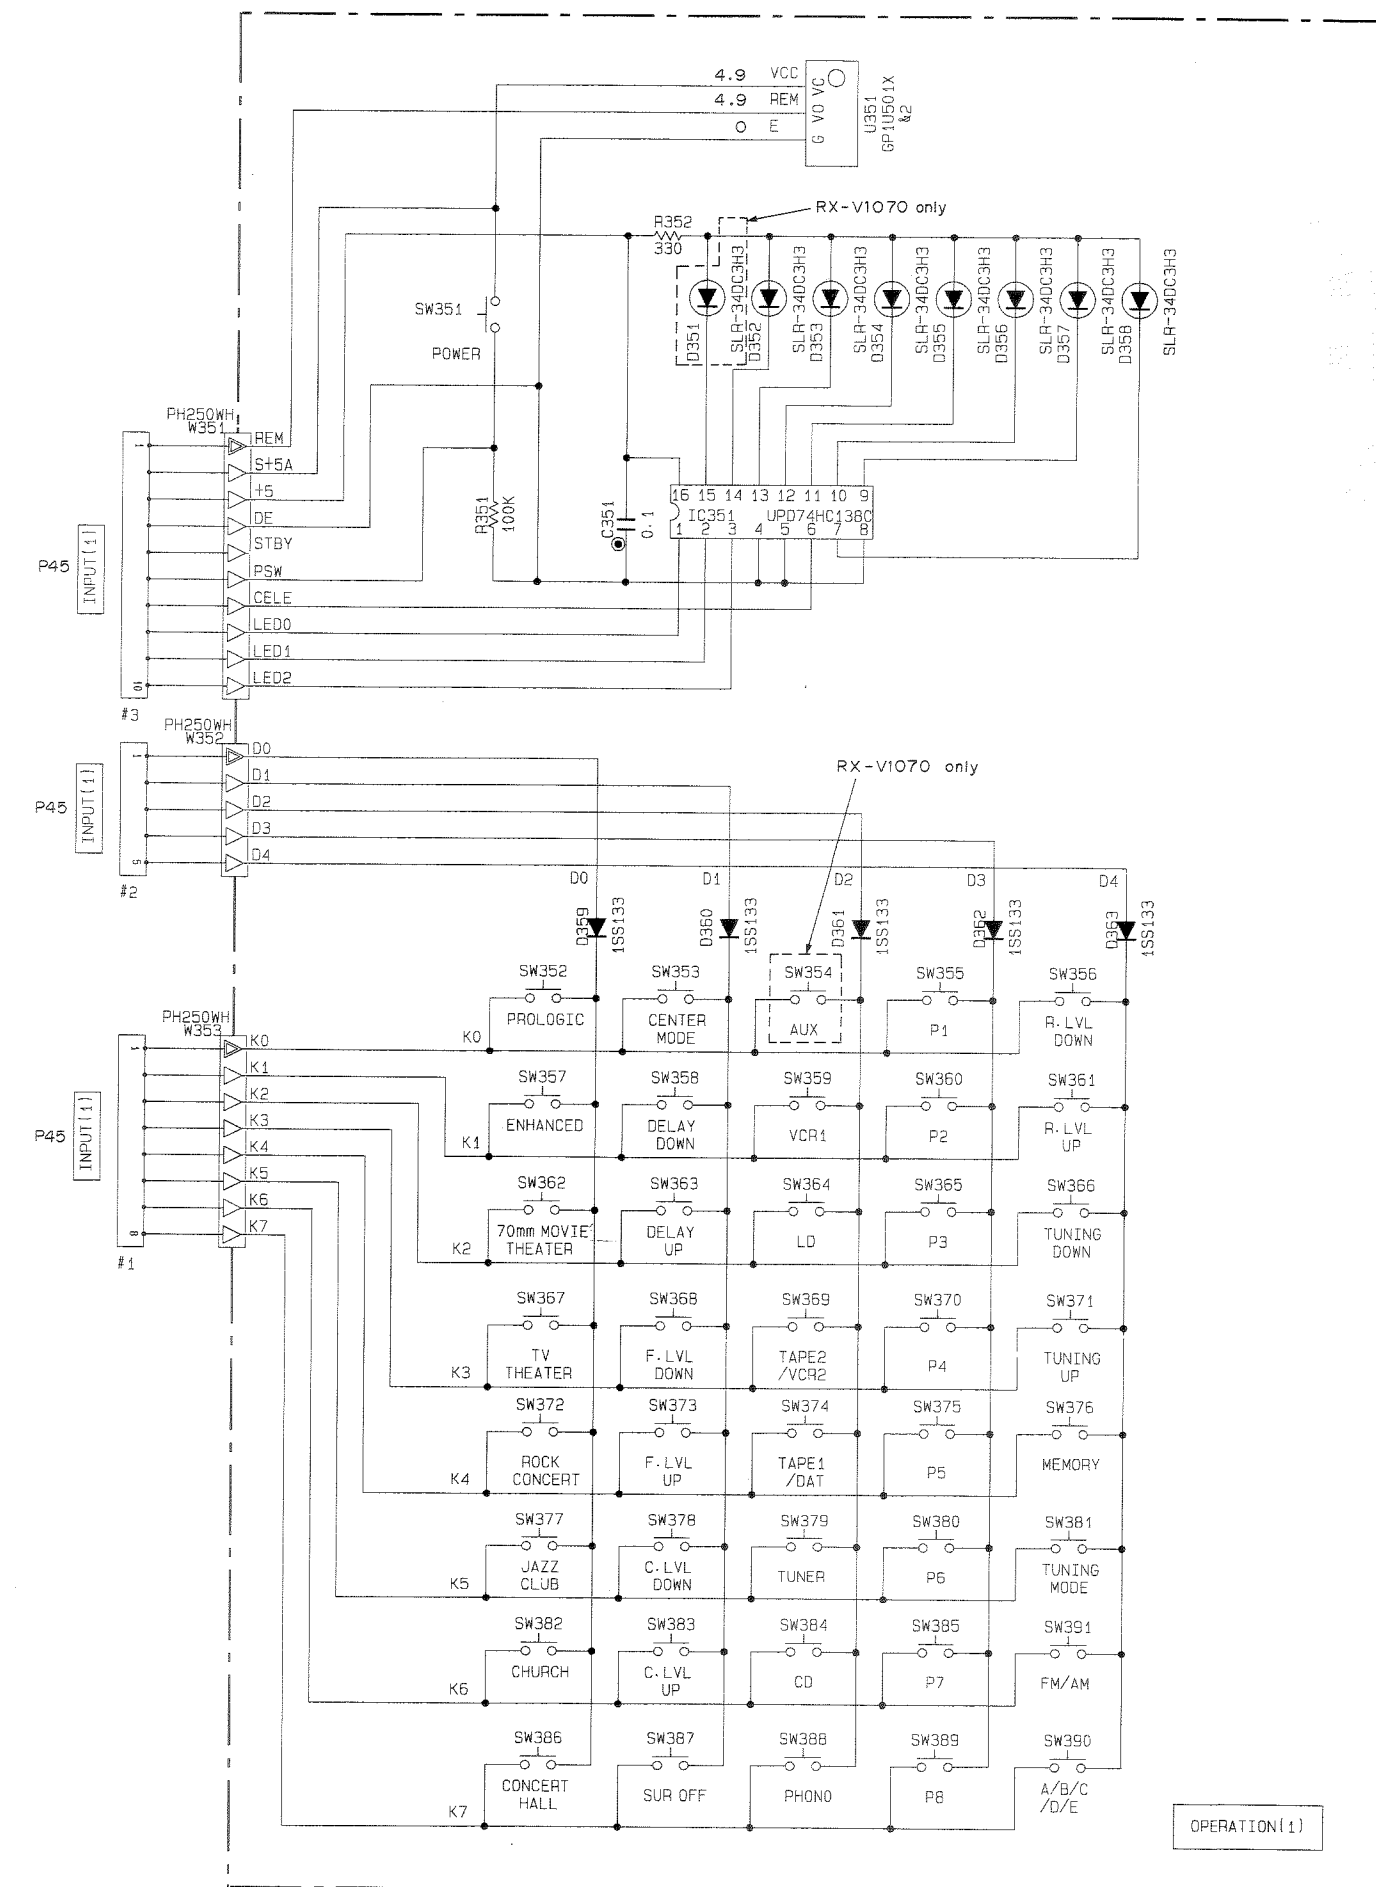 4.9 VCC
4.9 REM
0 E
VC
VO
G
U351
GP1U501X
&2
RX-V1070 only
R352
330
SW351
POWER
D351
SLR-34DC3H3
D352
SLR-34DC3H3
D353
SLR-34DC3H3
D354
SLR-34DC3H3
D355
SLR-34DC3H3
D356
SLR-34DC3H3
D357
SLR-34DC3H3
D358
SLR-34DC3H3
PH250WH
W351
1
REM
S+5A
+5
DE
STBY
PSW
CELE
LED0
LED1
LED2
10
#3
P45
INPUT(1)
R351
100K
C351
0.1
16 15 14 13 12 11 10 9
IC351 UPD74HC138C
1 2 3 4 5 6 7 8
PH250WH
W352
1
D0
D1
D2
D3
D4
5
#2
P45
INPUT(1)
RX-V1070 only
D0 D1 D2 D3 D4
D359
1SS133
D360
1SS133
D361
1SS133
D362
1SS133
D363
1SS133
PH250WH
W353
1
K0
K1
K2
K3
K4
K5
K6
K7
8
#1
P45
INPUT(1)
SW352 SW353 SW354 SW355 SW356
K0
PROLOGIC
CENTER
MODE
AUX
P1
R.LVL
DOWN
SW357 SW358 SW359 SW360 SW361
K1
ENHANCED
DELAY
DOWN
VCR1
P2
R.LVL
UP
SW362 SW363 SW364 SW365 SW366
K2
70mm MOVIE
THEATER
DELAY
UP
LD
P3
TUNING
DOWN
SW367 SW368 SW369 SW370 SW371
K3
TV
THEATER
F.LVL
DOWN
TAPE2
/VCR2
P4
TUNING
UP
SW372 SW373 SW374 SW375 SW376
K4
ROCK
CONCERT
F.LVL
UP
TAPE1
/DAT
P5
MEMORY
SW377 SW378 SW379 SW380 SW381
K5
JAZZ
CLUB
C.LVL
DOWN
TUNER
P6
TUNING
MODE
SW382 SW383 SW384 SW385 SW391
K6
CHURCH
C.LVL
UP
CD
P7
FM/AM
SW386 SW387 SW388 SW389 SW390
K7
CONCERT
HALL
SUR OFF
PHONO
P8
A/B/C
/D/E
OPERATION(1)